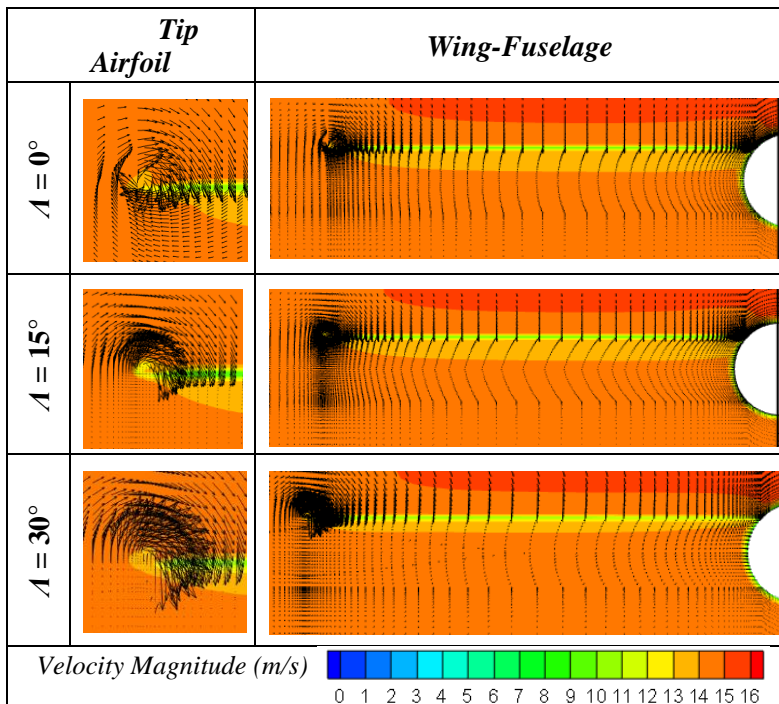 Tip
Airfoil
Wing-Fuselage
Λ = 0°
Λ = 15°
Λ = 30°
Velocity Magnitude (m/s)
0 1 2 3 4 5 6 7 8 9 10 11 12 13 14 15 16